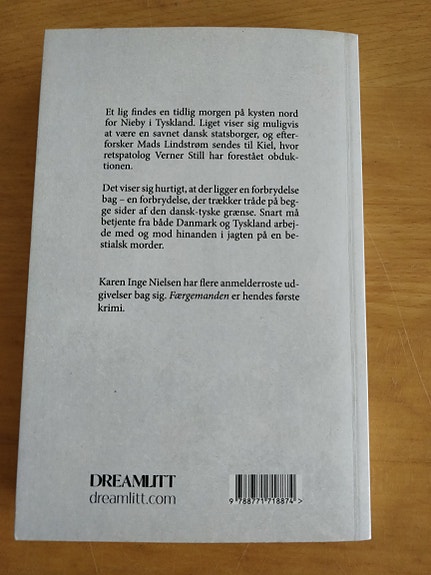 Et lig findes en tidlig morgen på kysten nord
for Nieby i Tyskland. Liget viser sig muligvis
at være en savnet dansk statsborger, og efter-
forsker Mads Lindstrøm sendes til Kiel, hvor
retspatolog Verner Still har forestået obduk-
tionen.
Det viser sig hurtigt, at der ligger en forbrydelse
bag – en forbrydelse, der trækker tråde på beg-
ge sider af den dansk-tyske grænse. Snart må
betjente fra både Danmark og Tyskland arbej-
de med og mod hinanden i jagten på en be-
stialsk morder.
Karen Inge Nielsen har flere anmelderroste ud-
givelser bag sig. Færgemanden er hendes første
krimi.
DREAMLITT
dreamlitt.com
9 788771 718874 >